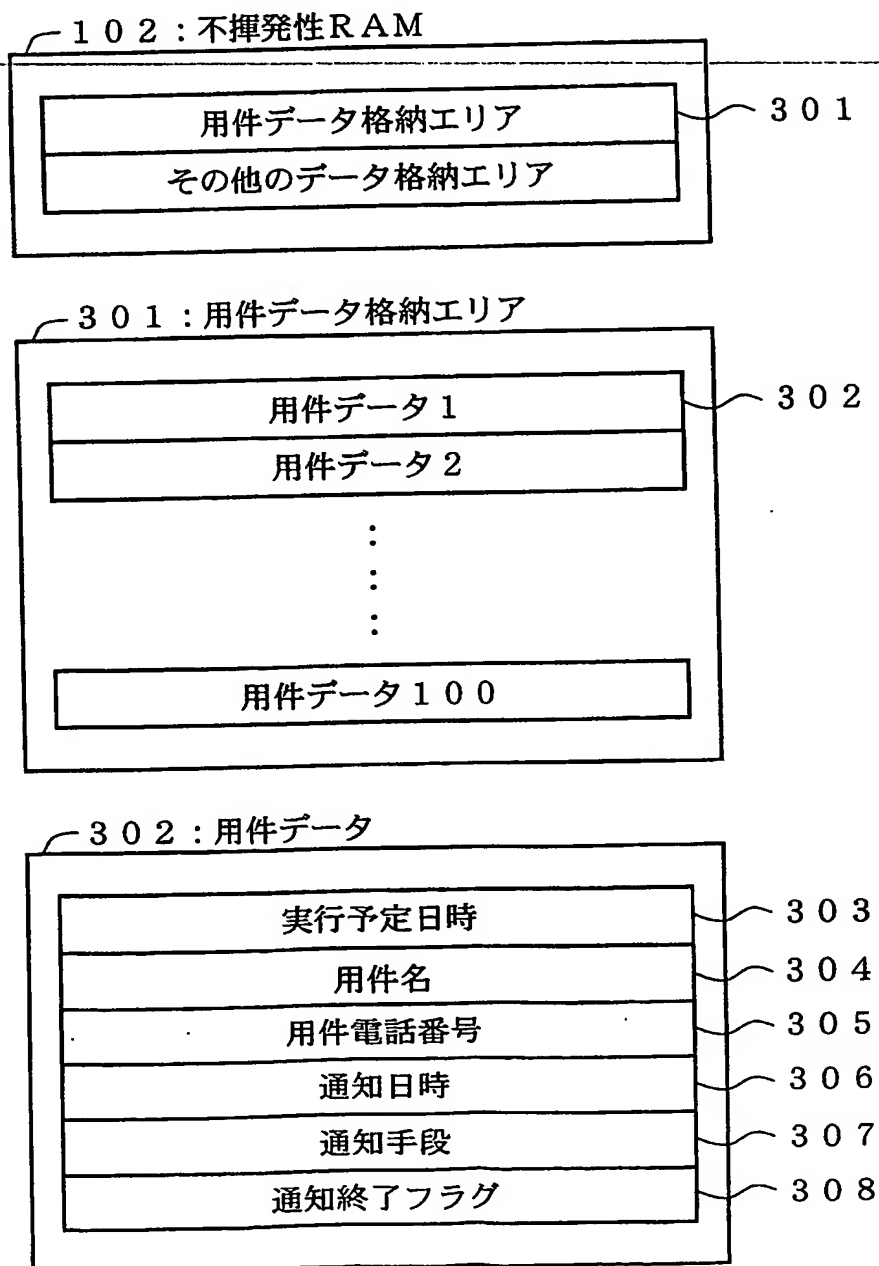 102:不揮発性RAM
用件データ格納エリア 301
その他のデータ格納エリア
301:用件データ格納エリア
用件データ1 302
用件データ2
用件データ100
302:用件データ
実行予定日時 303
用件名 304
用件電話番号 305
通知日時 306
通知手段 307
通知終了フラグ 308